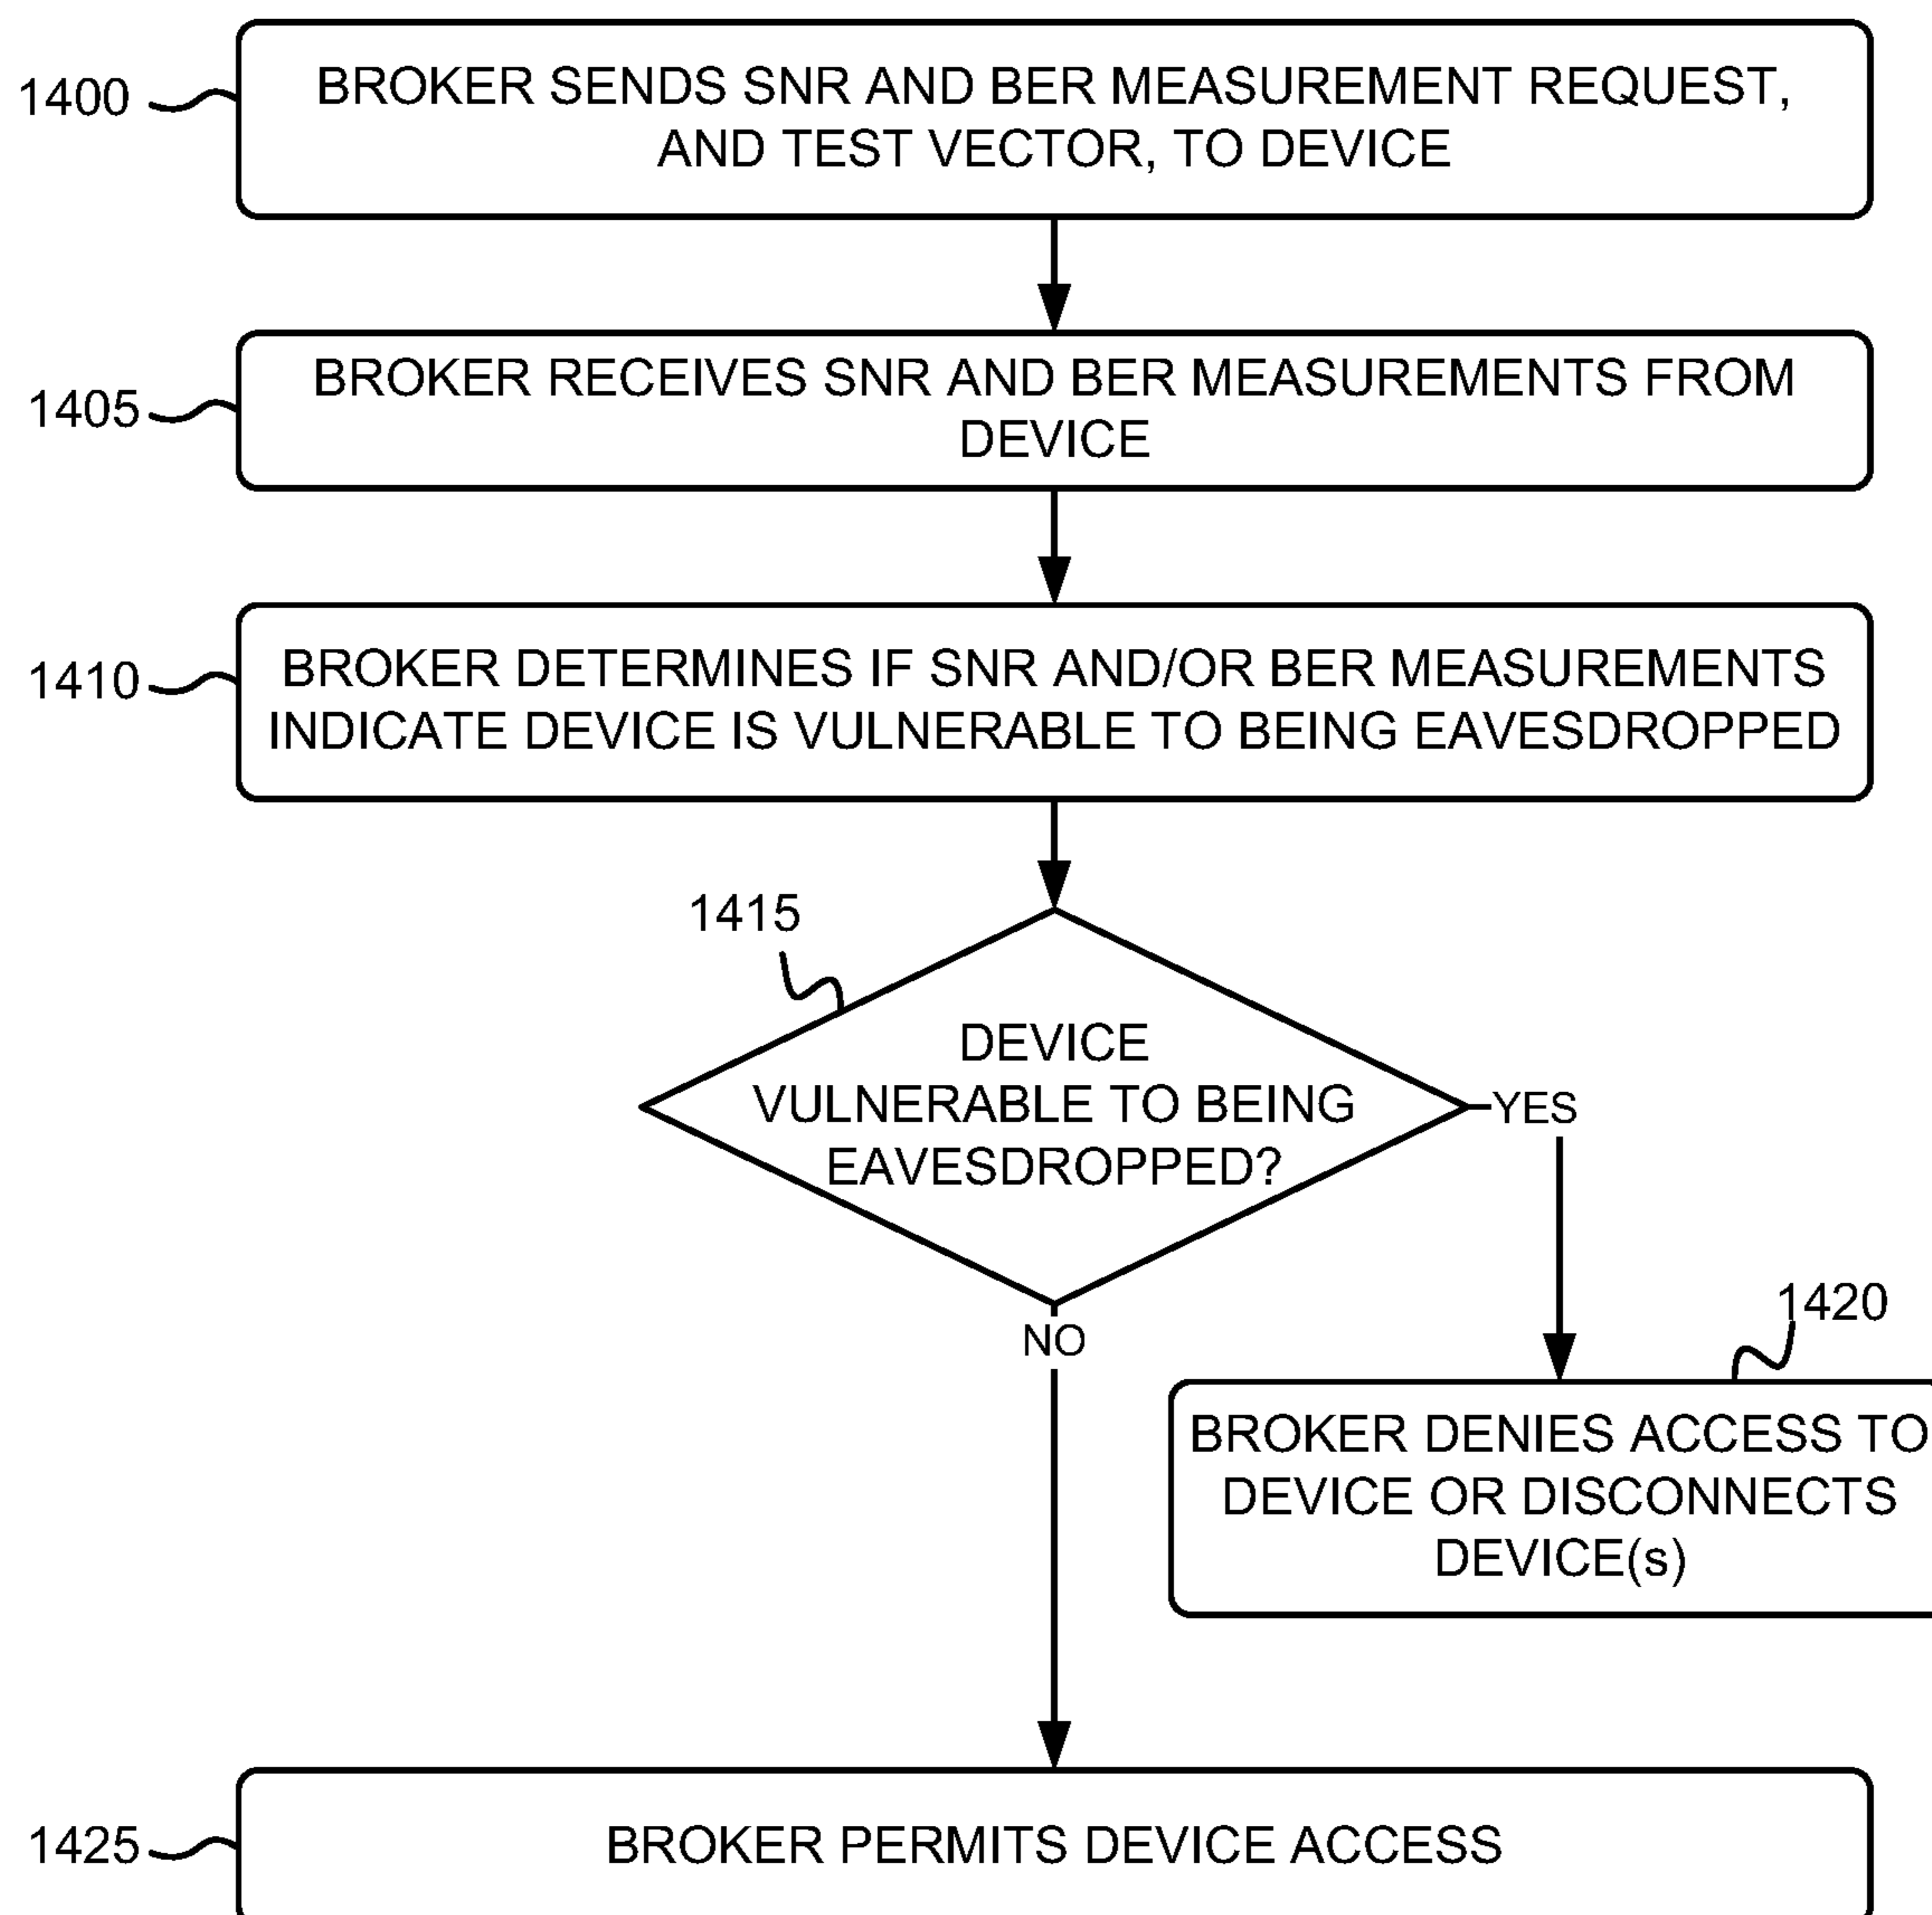 1400
BROKER SENDS SNR AND BER MEASUREMENT REQUEST,
AND TEST VECTOR, TO DEVICE
1405
BROKER RECEIVES SNR AND BER MEASUREMENTS FROM
DEVICE
1410
BROKER DETERMINES IF SNR AND/OR BER MEASUREMENTS
INDICATE DEVICE IS VULNERABLE TO BEING EAVESDROPPED
1415
DEVICE
VULNERABLE TO BEING
EAVESDROPPED?
YES
NO
1420
BROKER DENIES ACCESS TO
DEVICE OR DISCONNECTS
DEVICE(s)
1425
BROKER PERMITS DEVICE ACCESS